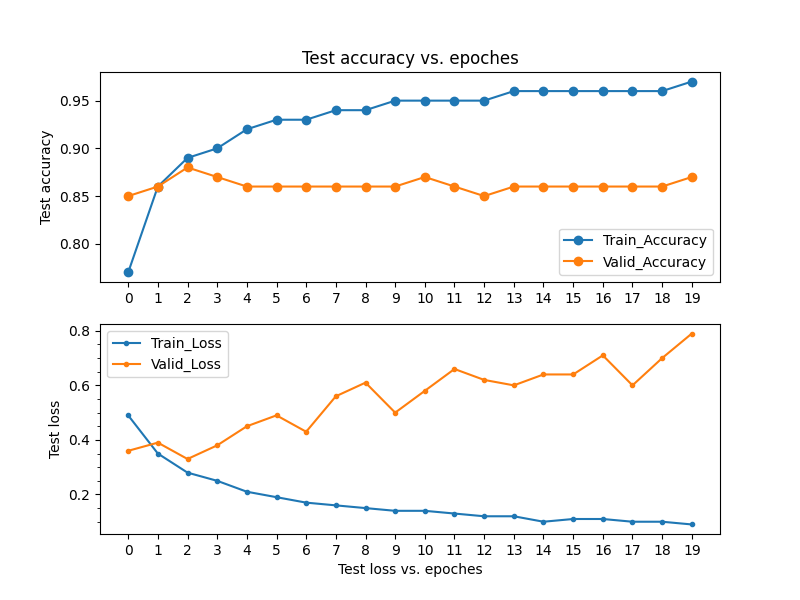 Test accuracy vs. epoches
Test accuracy
0.95
0.90
0.85
0.80
Train_Accuracy
Valid_Accuracy
0 1 2 3 4 5 6 7 8 9 10 11 12 13 14 15 16 17 18 19
Test loss
0.8
0.6
0.4
0.2
Train_Loss
Valid_Loss
0 1 2 3 4 5 6 7 8 9 10 11 12 13 14 15 16 17 18 19
Test loss vs. epoches